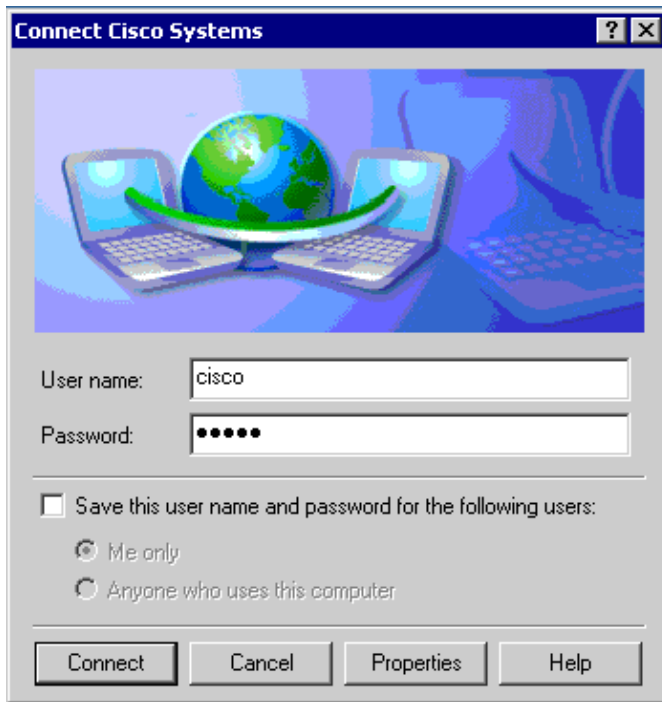 Connect Cisco Systems
User name: cisco
Password: •••••
Save this user name and password for the following users:
Me only
Anyone who uses this computer
Connect Cancel Properties Help